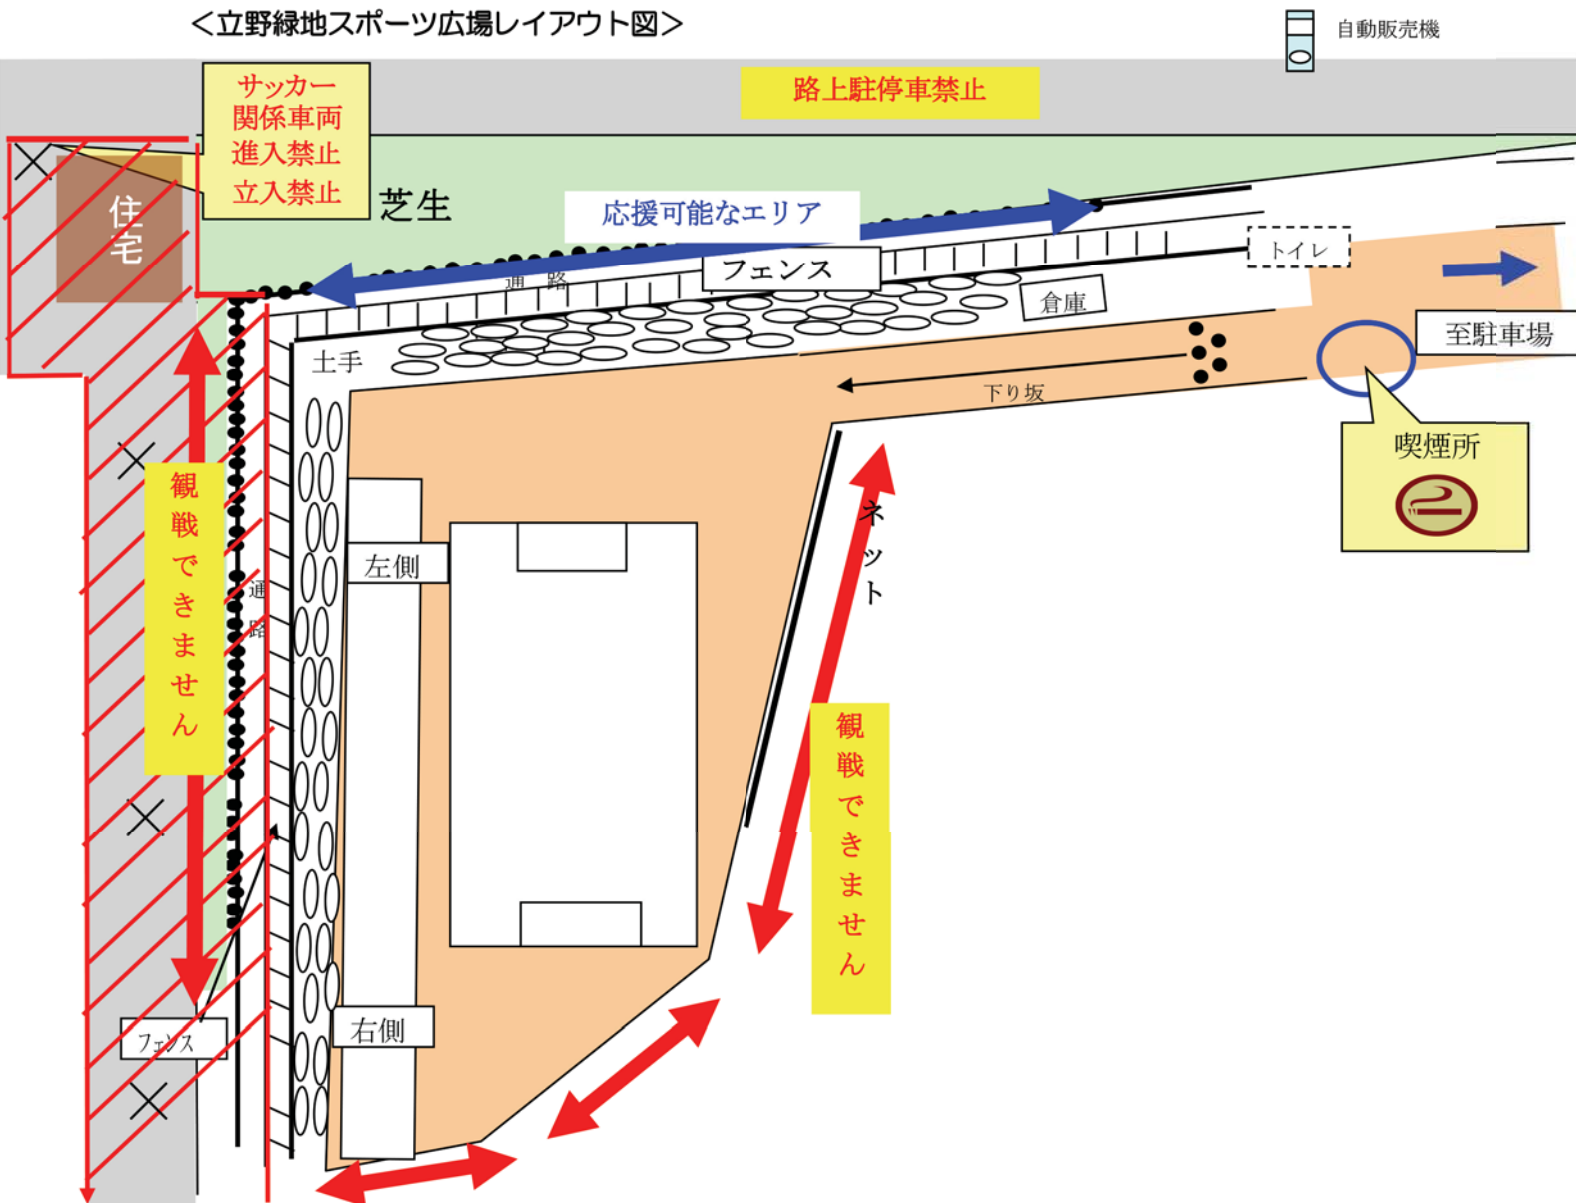 ＜立野緑地スポーツ広場レイアウト図＞
自動販売機
路上駐停車禁止
サッカー
関係車両
進入禁止
立入禁止
住宅
芝生
応援可能なエリア
通　路
フェンス
トイレ
倉庫
至駐車場
土手
下り坂
喫煙所
左側
ネット
観戦できません
通路
観戦できません
フェンス
右側